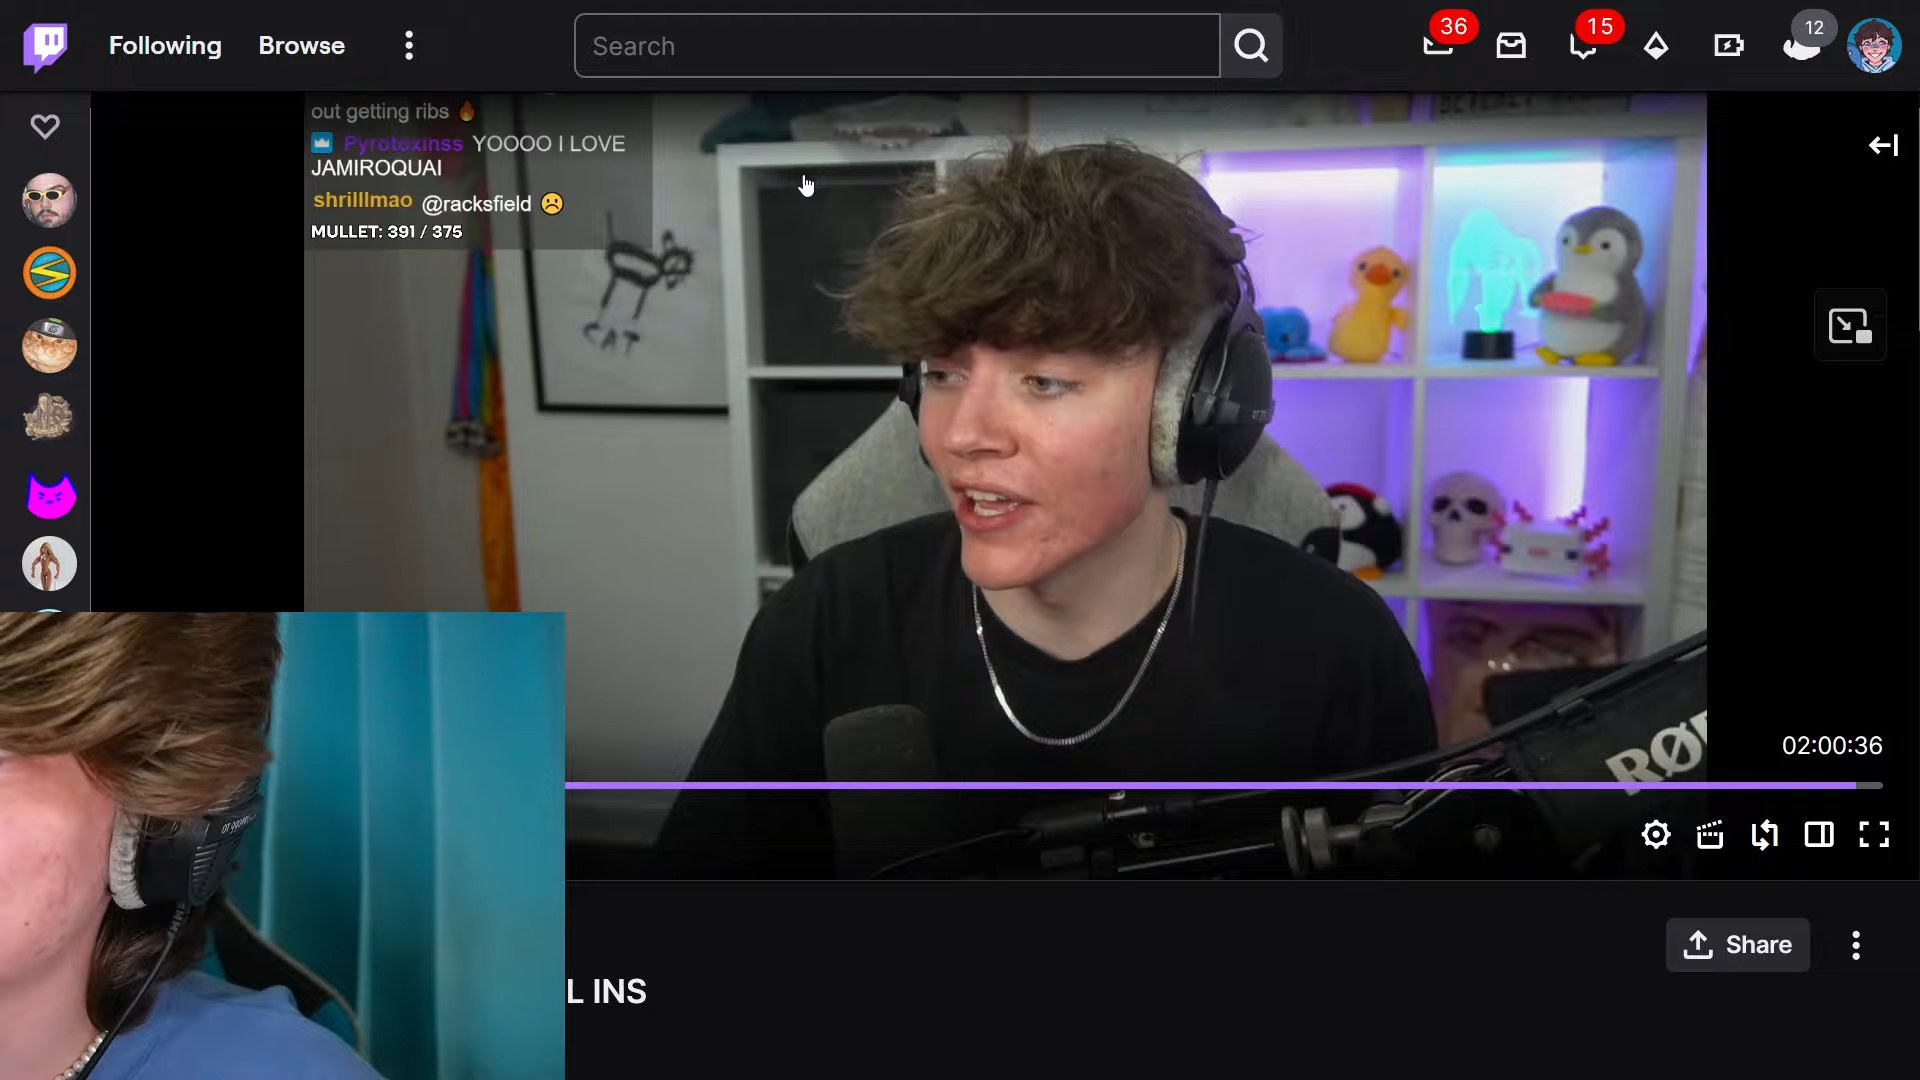 Following
Browse
Search
36
15
12
out getting ribs 🔥
Pyrotoxinss YOOOO I LOVE
JAMIROQUAI
shrilllmao @racksfield ☹️
MULLET: 391 / 375
CAT
RØD
02:00:36
Share
L INS